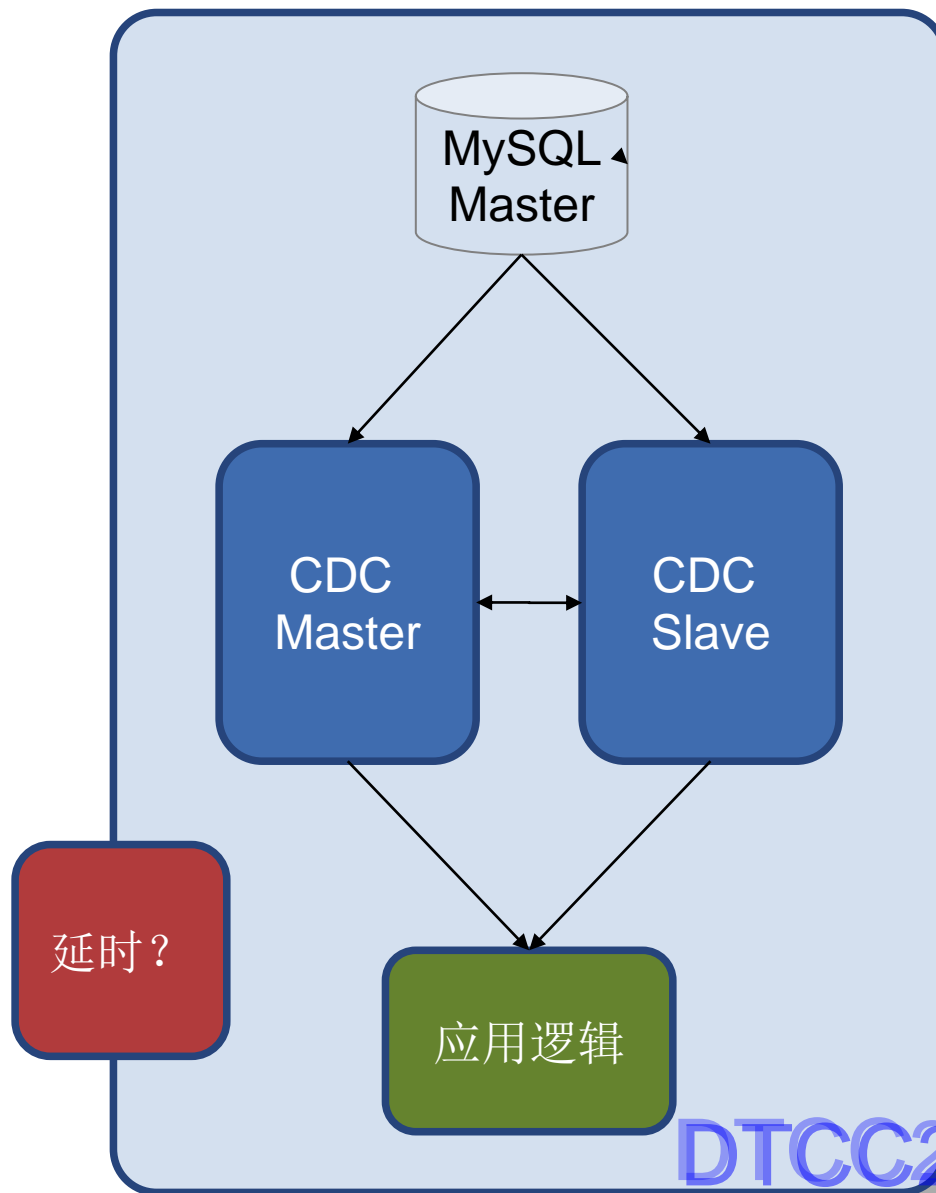 MySQL
Master
CDC
Master
CDC
Slave
延时？
应用逻辑
DTCC2